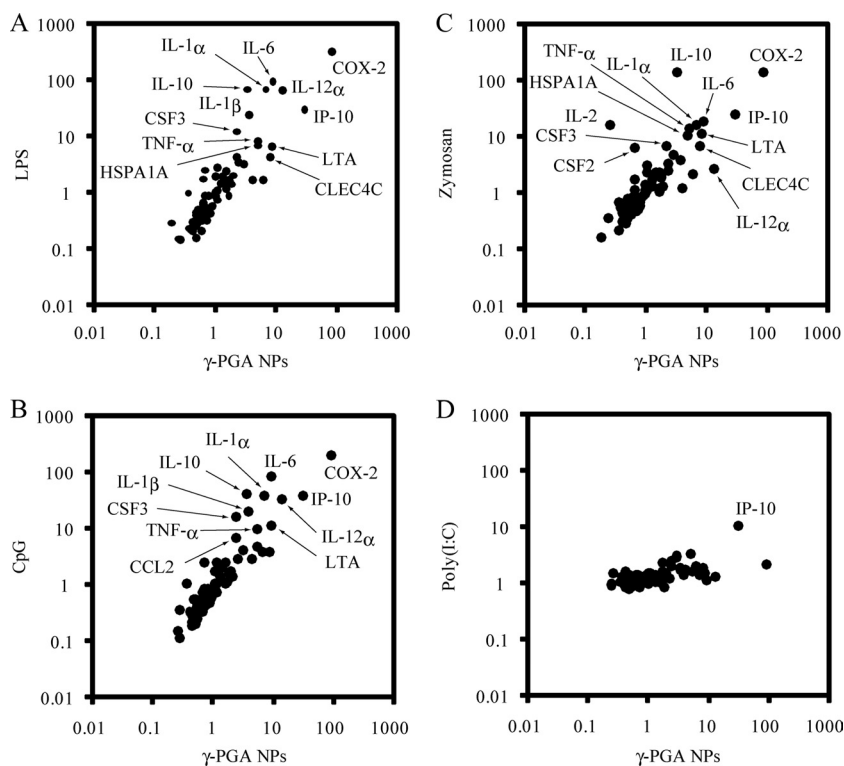 A
1000
100
10
1
0.1
0.01
LPS
IL-1α
IL-6
COX-2
IL-10
IL-12α
IL-1β
IP-10
CSF3
TNF-α
LTA
HSPA1A
CLEC4C
0.01 0.1 1 10 100 1000
γ-PGA NPs
C
1000
100
10
1
0.1
0.01
Zymosan
TNF-α
IL-10
COX-2
IL-1α
HSPA1A
IL-6
IL-2
IP-10
CSF3
LTA
CSF2
CLEC4C
IL-12α
0.01 0.1 1 10 100 1000
γ-PGA NPs
B
1000
100
10
1
0.1
0.01
CpG
IL-1α
IL-10
IL-6
COX-2
IL-1β
IP-10
CSF3
TNF-α
IL-12α
CCL2
LTA
0.01 0.1 1 10 100 1000
γ-PGA NPs
D
1000
100
10
1
0.1
0.01
Poly(I:C)
IP-10
0.01 0.1 1 10 100 1000
γ-PGA NPs